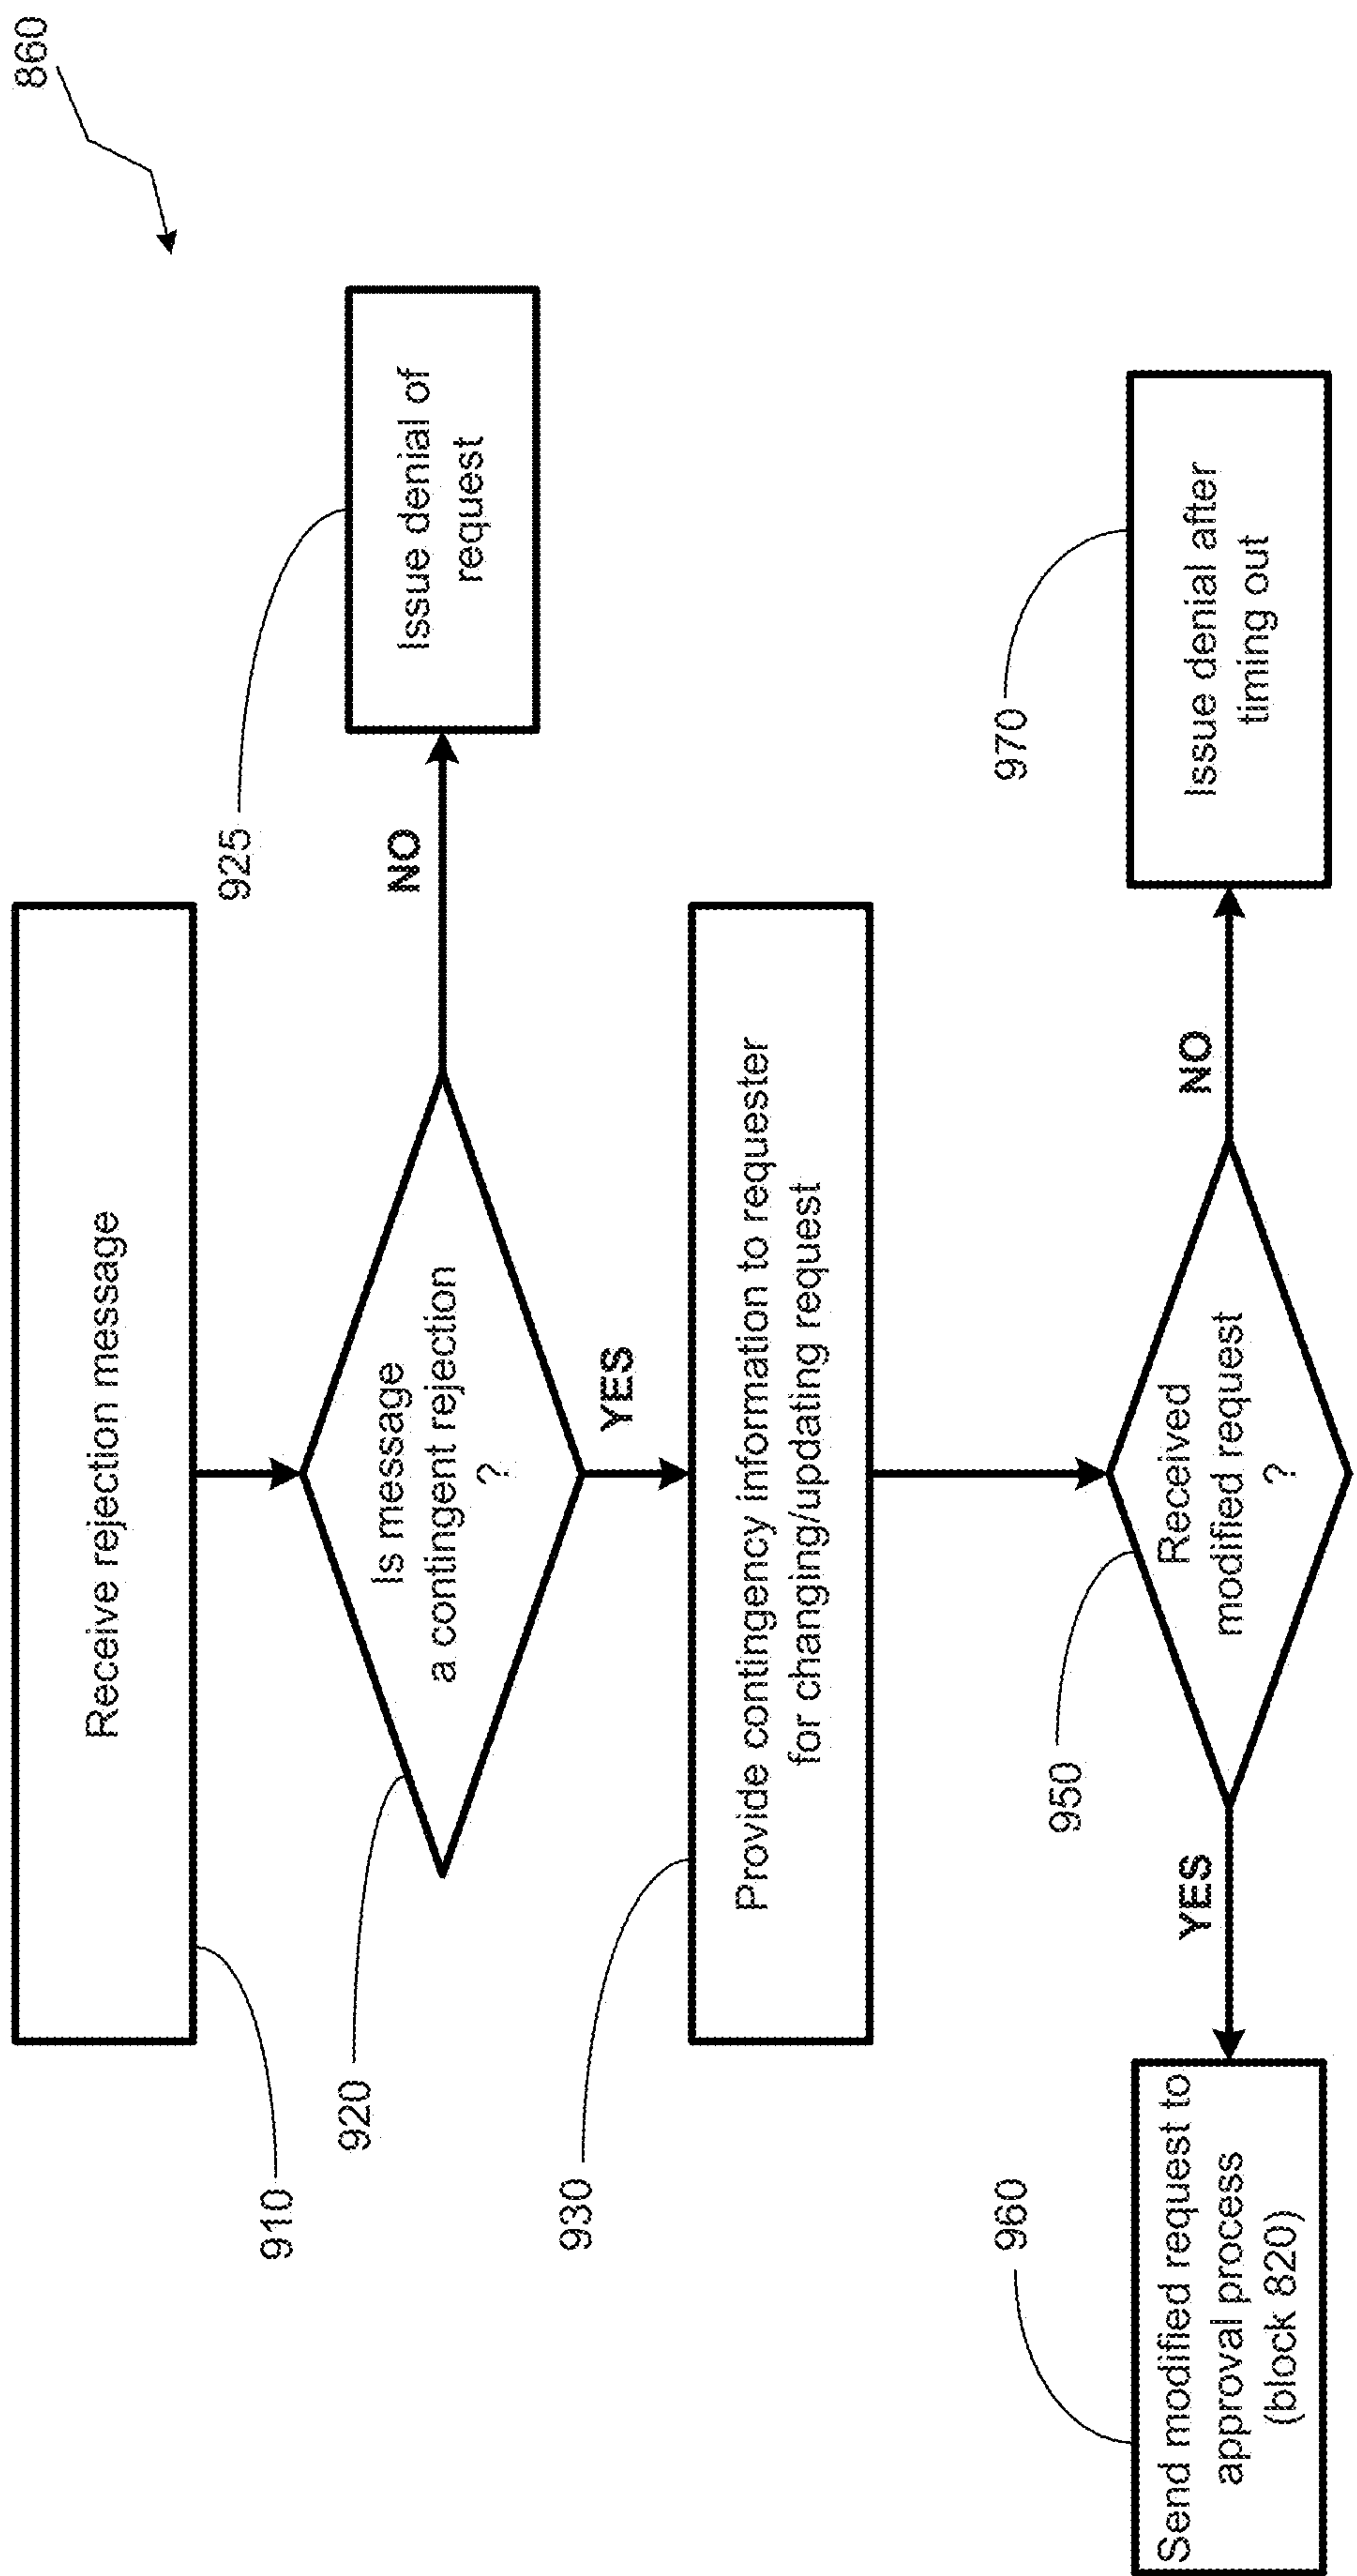 860
910
Receive rejection message
920
Is message
a contingent rejection
?
NO
925
Issue denial of
request
YES
930
Provide contingency information to requester
for changing/updating request
950
Received
modified request
?
YES
NO
960
Send modified request to
approval process
(block 820)
970
Issue denial after
timing out